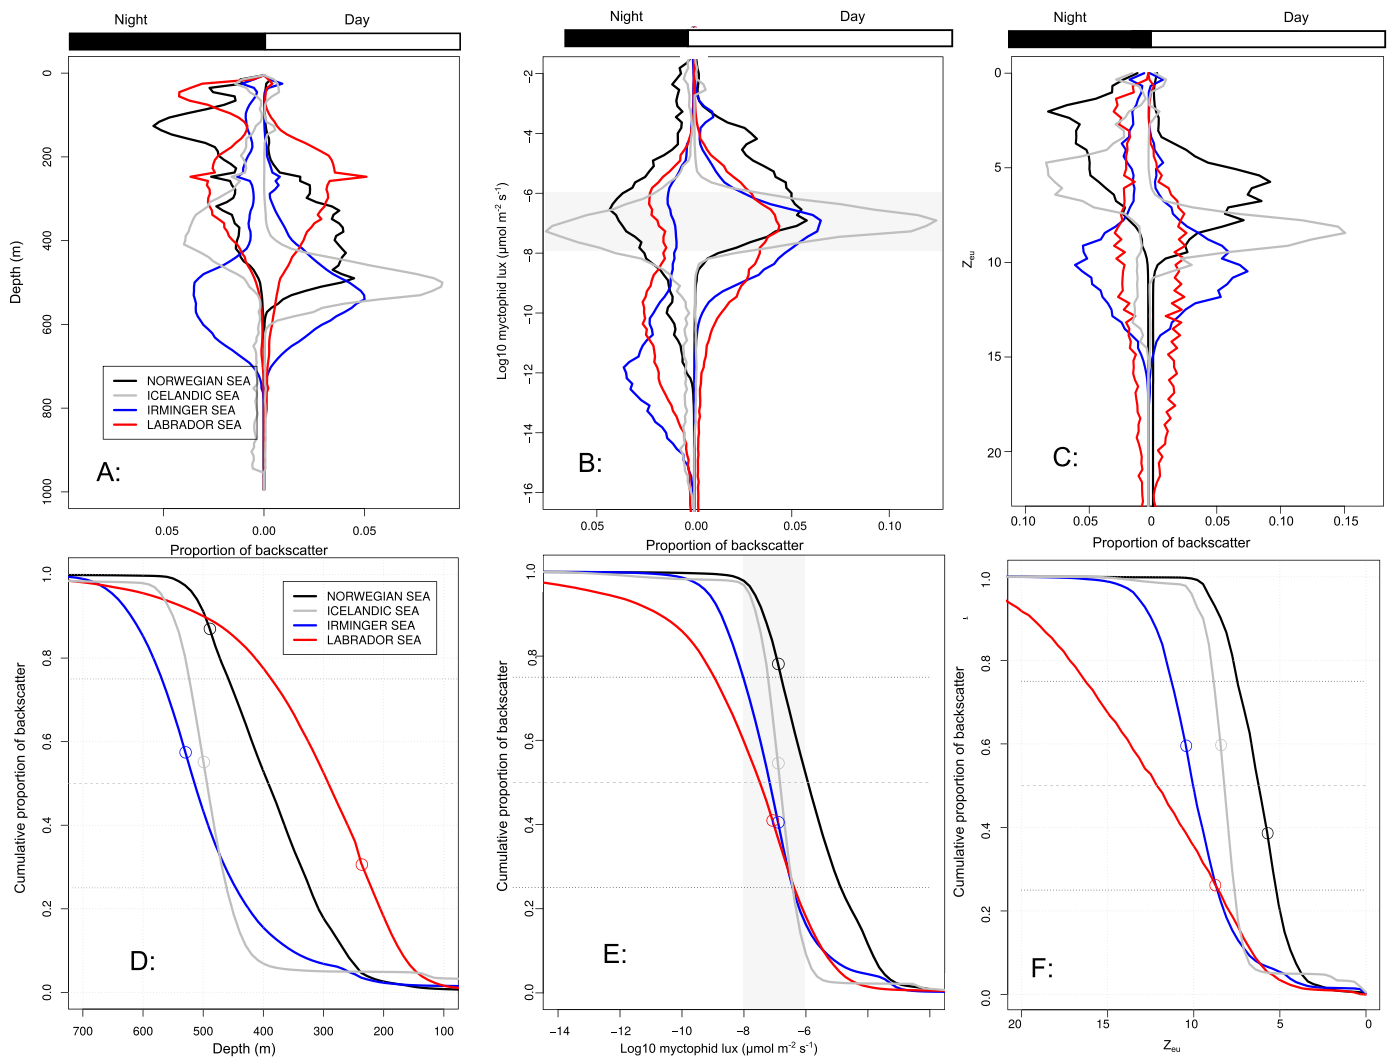 Night Day
0
200
400
600
800
1000
Depth (m)
NORWEGIAN SEA
ICELANDIC SEA
IRMINGER SEA
LABRADOR SEA
A:
0.05 0.00 0.05
Proportion of backscatter
Night Day
−2
−4
−6
−8
−10
−12
−14
−16
Log10 myctophid lux (μmol m⁻² s⁻¹)
B:
0.05 0.00 0.05 0.10
Proportion of backscatter
Night Day
0
5
10
15
20
Zeu
C:
0.10 0.05 0 0.05 0.10 0.15
Proportion of backscatter
1.0
0.8
0.6
0.4
0.2
0.0
Cumulative proportion of backscatter
NORWEGIAN SEA
ICELANDIC SEA
IRMINGER SEA
LABRADOR SEA
D:
700 600 500 400 300 200 100
Depth (m)
1.0
0.8
0.6
0.4
0.2
0.0
Cumulative proportion of backscatter
E:
−14 −12 −10 −8 −6
Log10 myctophid lux (μmol m⁻² s⁻¹)
1.0
0.8
0.6
0.4
0.2
0.0
Cumulative proportion of backscatter
F:
20 15 10 5 0
Zeu